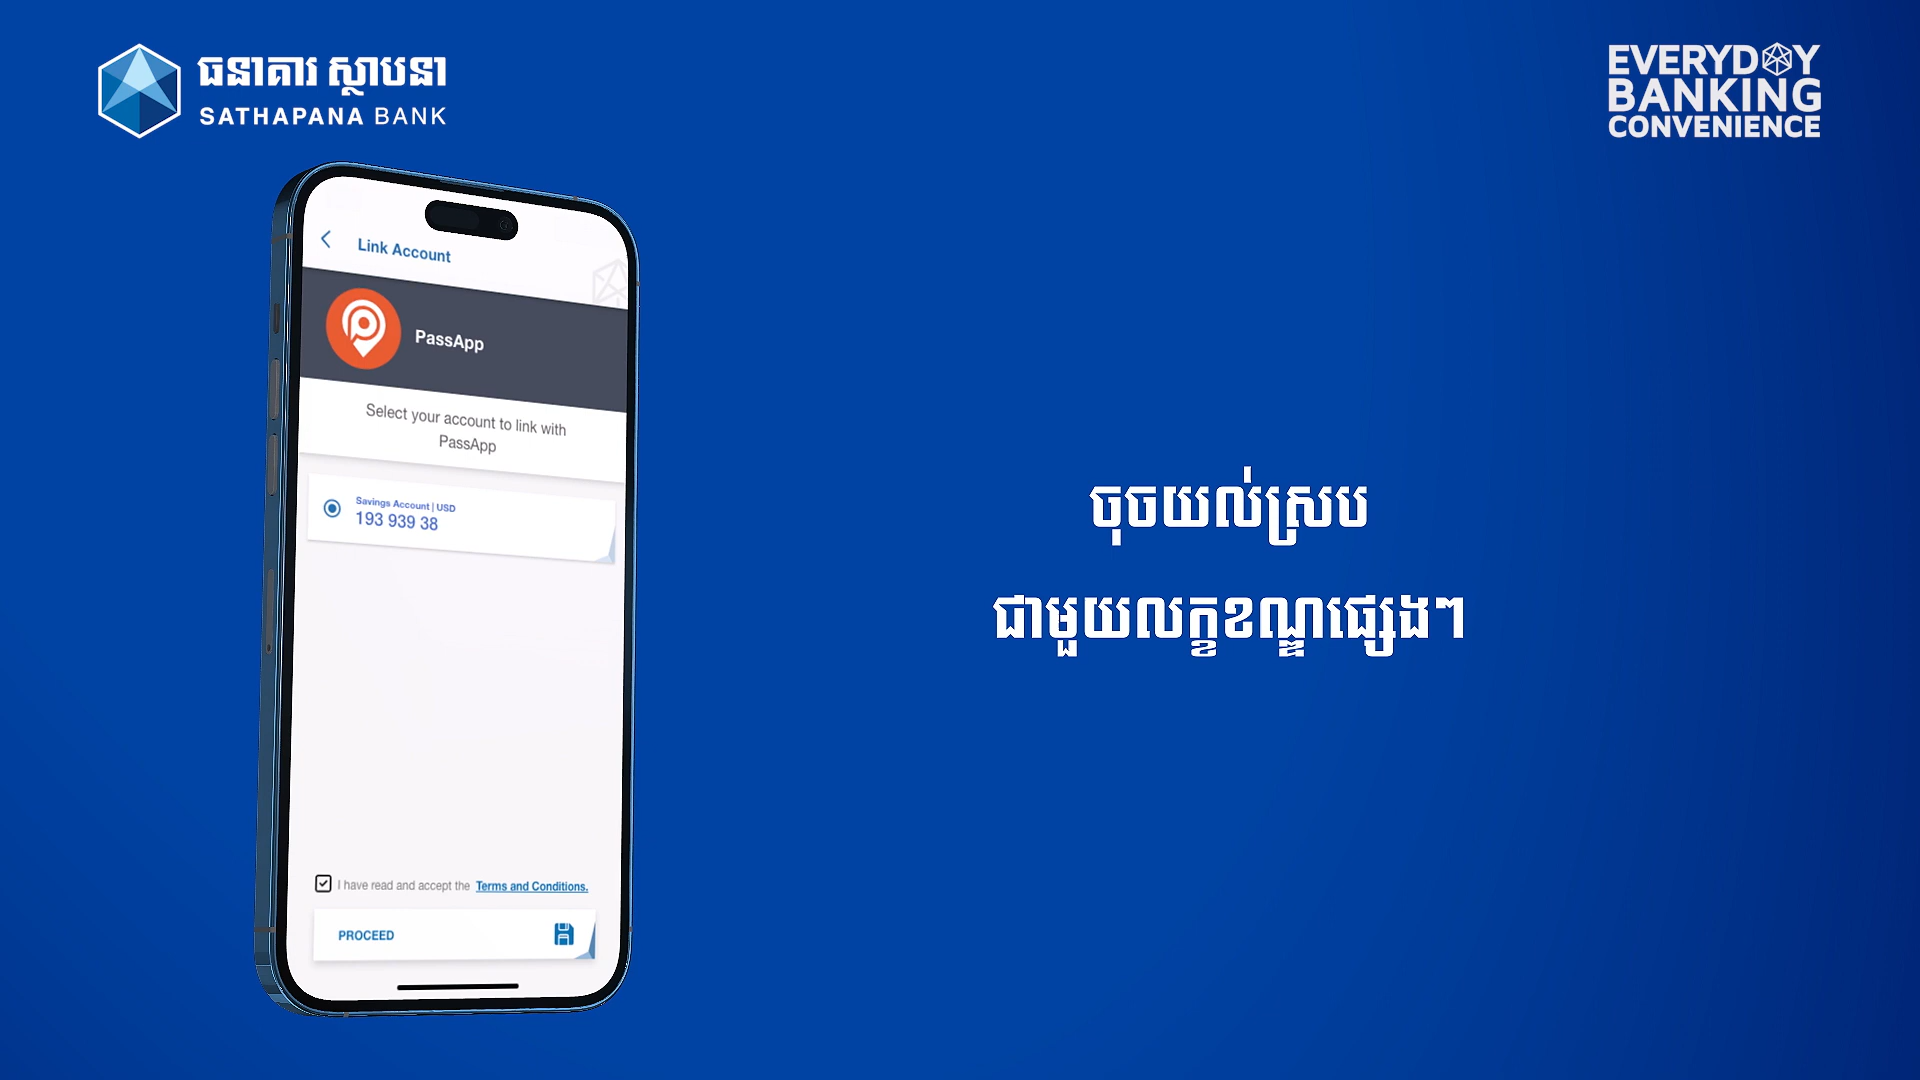 ធនាគារ ស្ថាបនា
SATHAPANA BANK
EVERYDAY
BANKING
CONVENIENCE
Link Account
PassApp
Select your account to link with
PassApp
Savings Account | USD
193 939 38
ចុចយល់ស្រប
ជាមួយលក្ខខណ្ឌផ្សេងៗ
I have read and accept the Terms and Conditions.
PROCEED